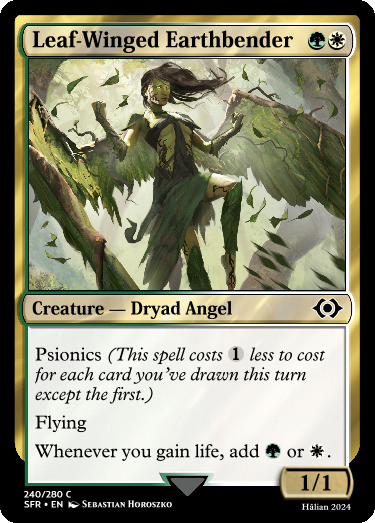 Leaf-Winged Earthbender
Creature — Dryad Angel
Psionics (This spell costs 1 less to cost
for each card you've drawn this turn
except the first.)
Flying
Whenever you gain life, add or .
1/1
240/280 C
SFR • EN Sebastian Horoszko
Hālian 2024